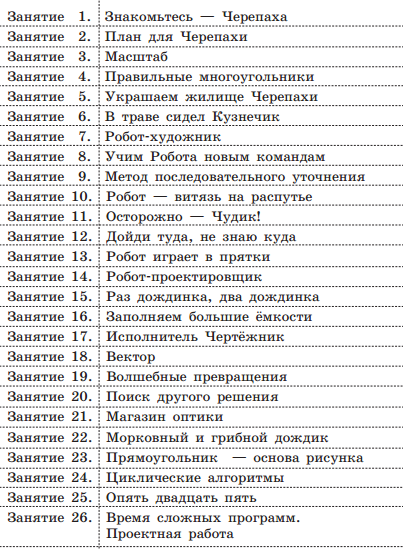 Занятие 1. Знакомьтесь — Черепаха
Занятие 2. План для Черепахи
Занятие 3. Масштаб
Занятие 4. Правильные многоугольники
Занятие 5. Украшаем жилище Черепахи
Занятие 6. В траве сидел Кузнечик
Занятие 7. Робот-художник
Занятие 8. Учим Робота новым командам
Занятие 9. Метод последовательного уточнения
Занятие 10. Робот — витязь на распутье
Занятие 11. Осторожно — Чудик!
Занятие 12. Дойди туда, не знаю куда
Занятие 13. Робот играет в прятки
Занятие 14. Робот-проектировщик
Занятие 15. Раз дождинка, два дождинка
Занятие 16. Заполняем большие ёмкости
Занятие 17. Исполнитель Чертёжник
Занятие 18. Вектор
Занятие 19. Волшебные превращения
Занятие 20. Поиск другого решения
Занятие 21. Магазин оптики
Занятие 22. Морковный и грибной дождик
Занятие 23. Прямоугольник — основа рисунка
Занятие 24. Циклические алгоритмы
Занятие 25. Опять двадцать пять
Занятие 26. Время сложных программ.
Проектная работа